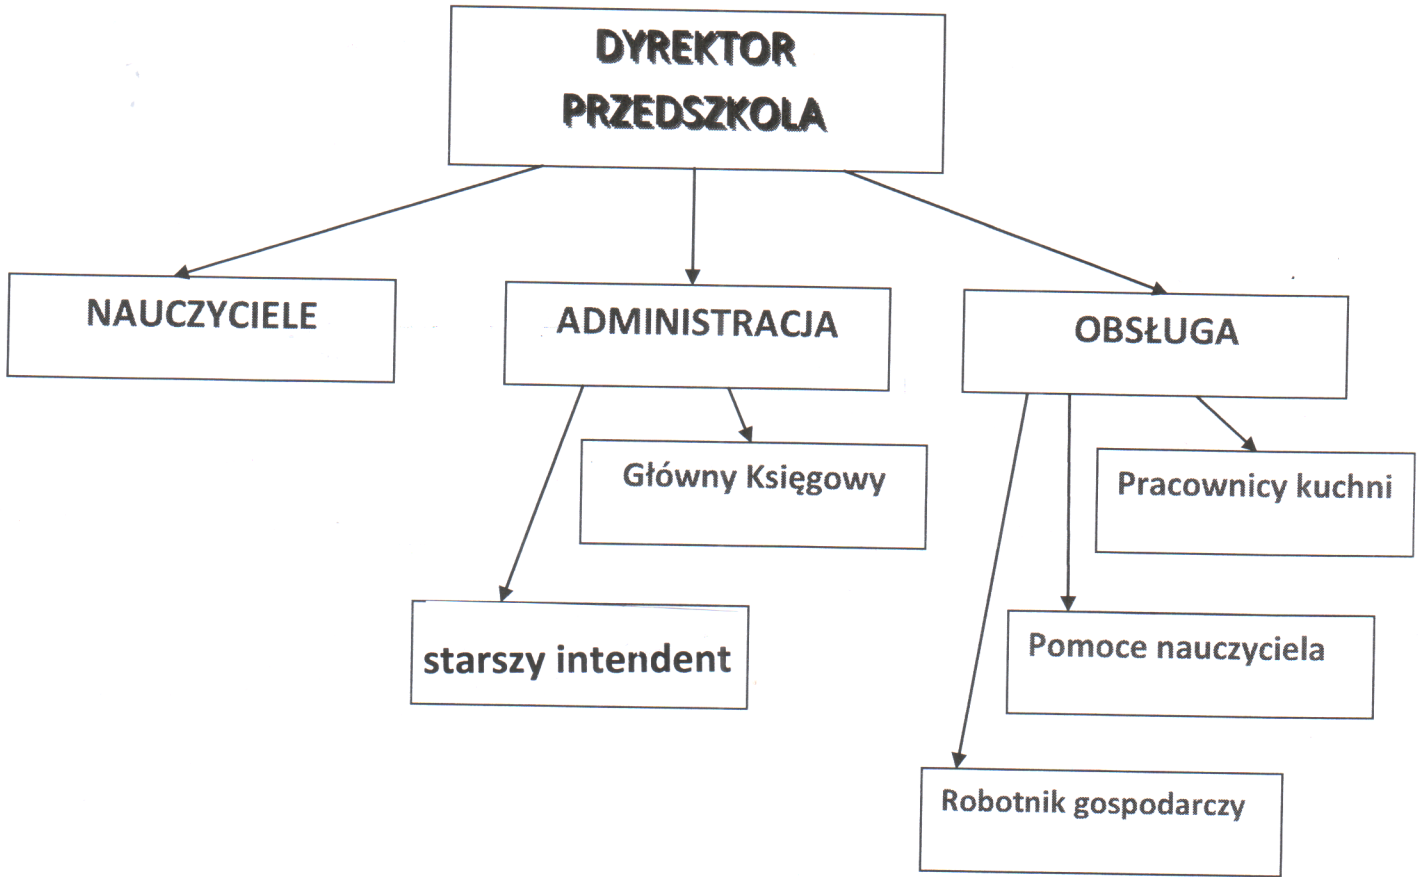 DYREKTOR
PRZEDSZKOLA
NAUCZYCIELE
ADMINISTRACJA
OBSŁUGA
Główny Księgowy
Pracownicy kuchni
starszy intendent
Pomoce nauczyciela
Robotnik gospodarczy